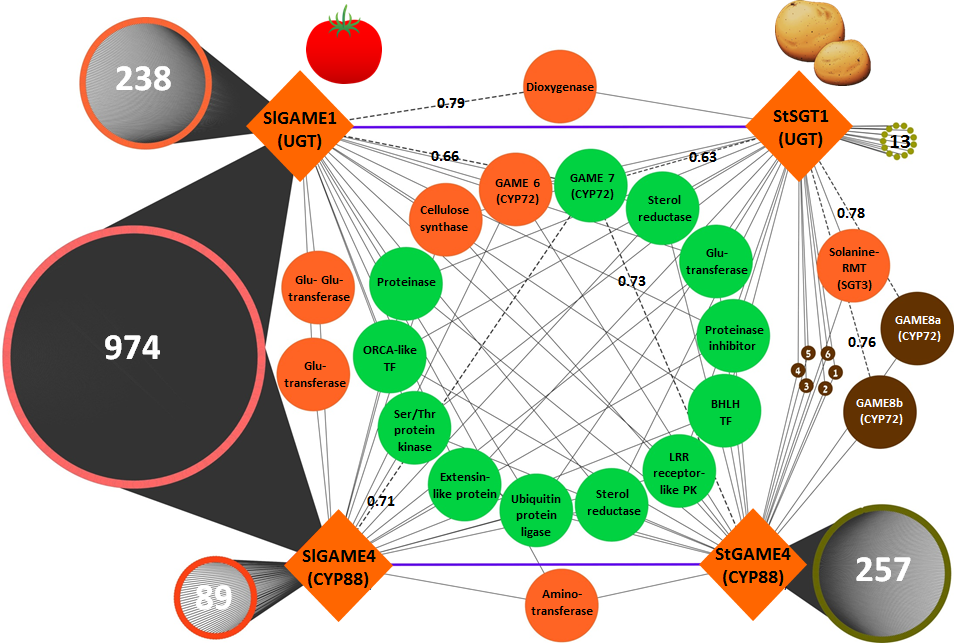 238
SlGAME1
(UGT)
0.79
Dioxygenase
StSGT1
(UGT)
13
0.66
0.63
GAME 6
(CYP72)
GAME 7
(CYP72)
Cellulose
synthase
Sterol
reductase
0.78
Solanine-
RMT
(SGT3)
Glu- Glu-
transferase
Proteinase
0.73
Glu-
transferase
974
ORCA-like
TF
Proteinase
inhibitor
GAME8a
(CYP72)
0.76
5
6
4
1
3
2
Glu-
transferase
Ser/Thr
protein
kinase
BHLH
TF
GAME8b
(CYP72)
0.71
Extensin-
like protein
Ubiquitin
protein
ligase
Sterol
reductase
LRR
receptor-
like PK
SlGAME4
(CYP88)
StGAME4
(CYP88)
89
Amino-
transferase
257